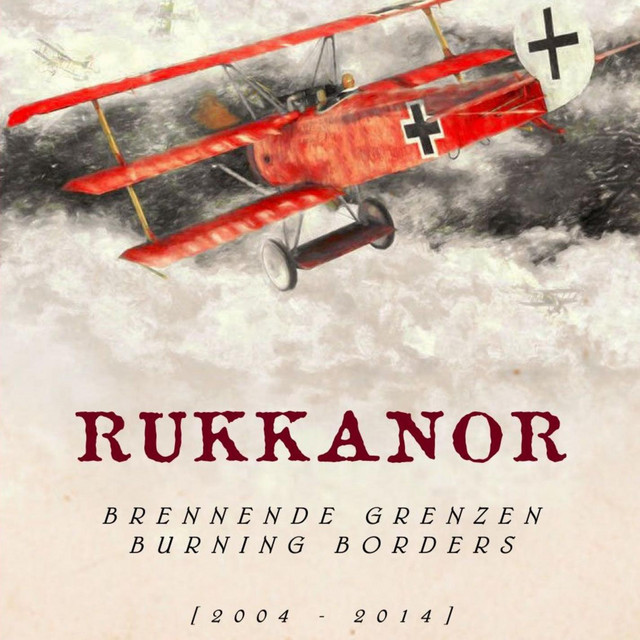 RUKKANOR
BRENNENDE GRENZEN
BURNING BORDERS
[2004 - 2014]